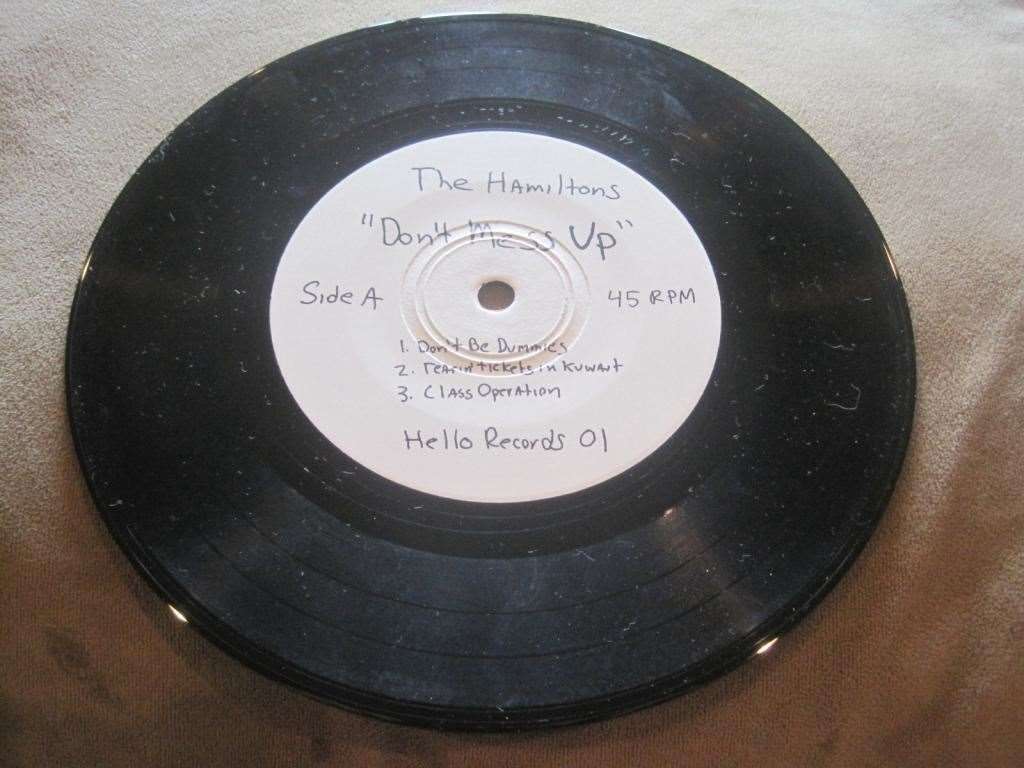 The Hamiltons
"Don't Mess Up"
Side A
45 RPM
1. Don't Be Dummies
2. Tearin' tickets in Kuwait
3. Class Operation
Hello Records 01